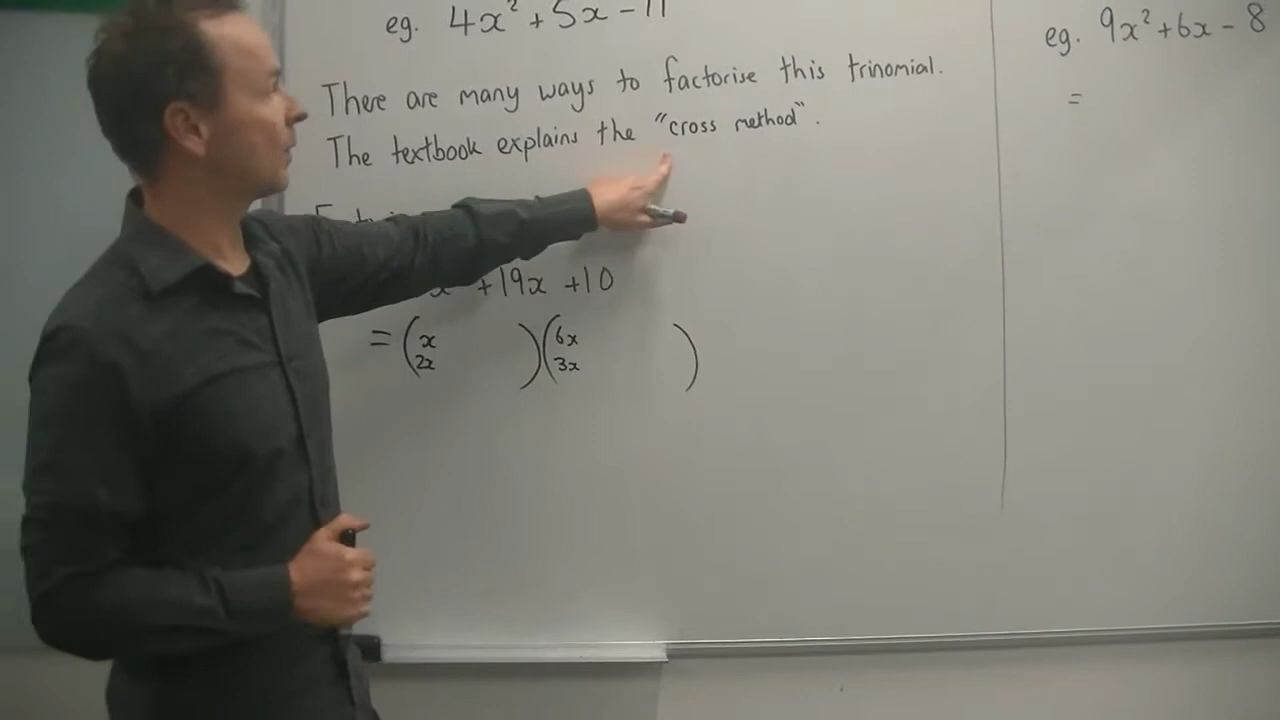 eg. 4x² + 5x - 11
There are many ways to factorise this trinomial.
The textbook explains the "cross method".
x² +19x +10
= (x )(6x )
2x 3x
eg. 9x² + 6x - 8
=